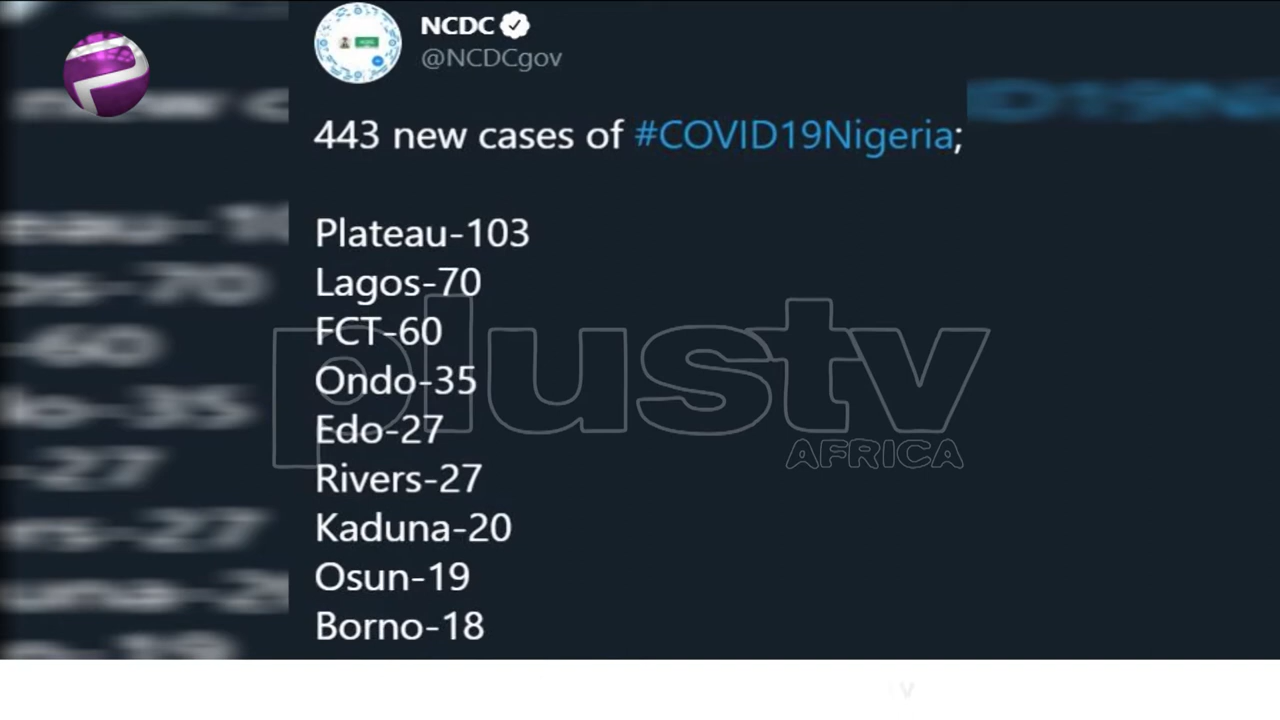 NCDC
@NCDCgov
443 new cases of #COVID19Nigeria;
Plateau-103
Lagos-70
FCT-60
Ondo-35
Edo-27
Rivers-27
Kaduna-20
Osun-19
Borno-18
plustv
AFRICA